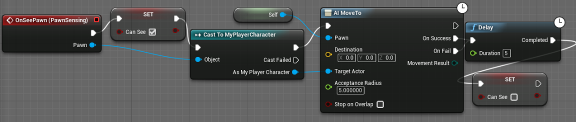 OnSeePawn (PawnSensing)
Pawn
SET
Can See
Cast To MyPlayerCharacter
Object
Cast Failed
As My Player Character
Self
AI MoveTo
Pawn
Destination
X 0.0 Y 0.0 Z 0.0
Target Actor
Acceptance Radius
5.000000
Stop on Overlap
On Success
On Fail
Movement Result
Delay
Completed
Duration 5
SET
Can See